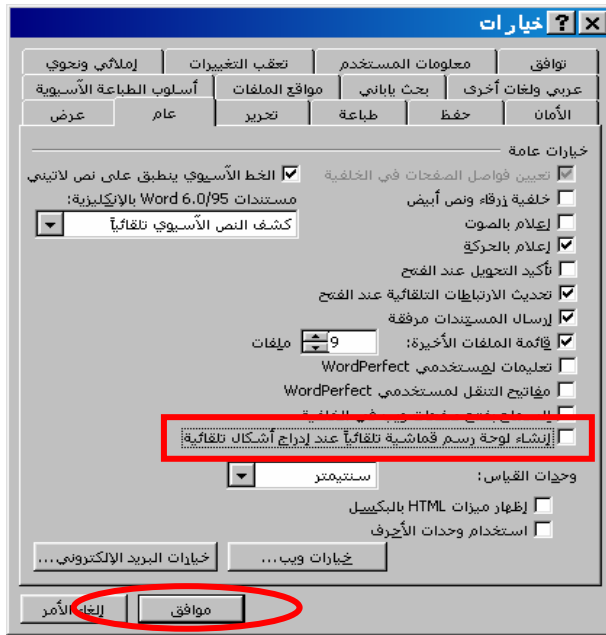 خيارات
توافق معلومات المستخدم تعقب التغييرات إملائي ونحوي
عربي ولغات أخرى بحث ياباني مواقع الملفات أسلوب الطباعة الآسيوية
الأمان حفظ طباعة تحرير عام عرض
خيارات عامة
تعيين فواصل الصفحات في الخلفية الخط الآسيوي ينطبق على نص لاتيني
خلفية زرقاء ونص أبيض مستندات Word 6.0/95 بالإنكليزية:
إعلام بالصوت كشف النص الآسيوي تلقائياً
إعلام بالحركة
تأكيد التحويل عند الفتح
تحديث الارتباطات التلقائية عند الفتح
إرسال المستندات مرفقة
قائمة الملفات الأخيرة: 9 ملفات
تعليمات لمستخدمي WordPerfect
مفاتيح التنقل لمستخدمي WordPerfect
في الخلفية
إنشاء لوحة رسم قماشية تلقائياً عند إدراج أشكال تلقائية
وحدات القياس: سنتيمتر
إظهار ميزات HTML بالبكسيل
استخدام وحدات الأحرف
خيارات ويب... خيارات البريد الإلكتروني...
موافق إلغاء الأمر